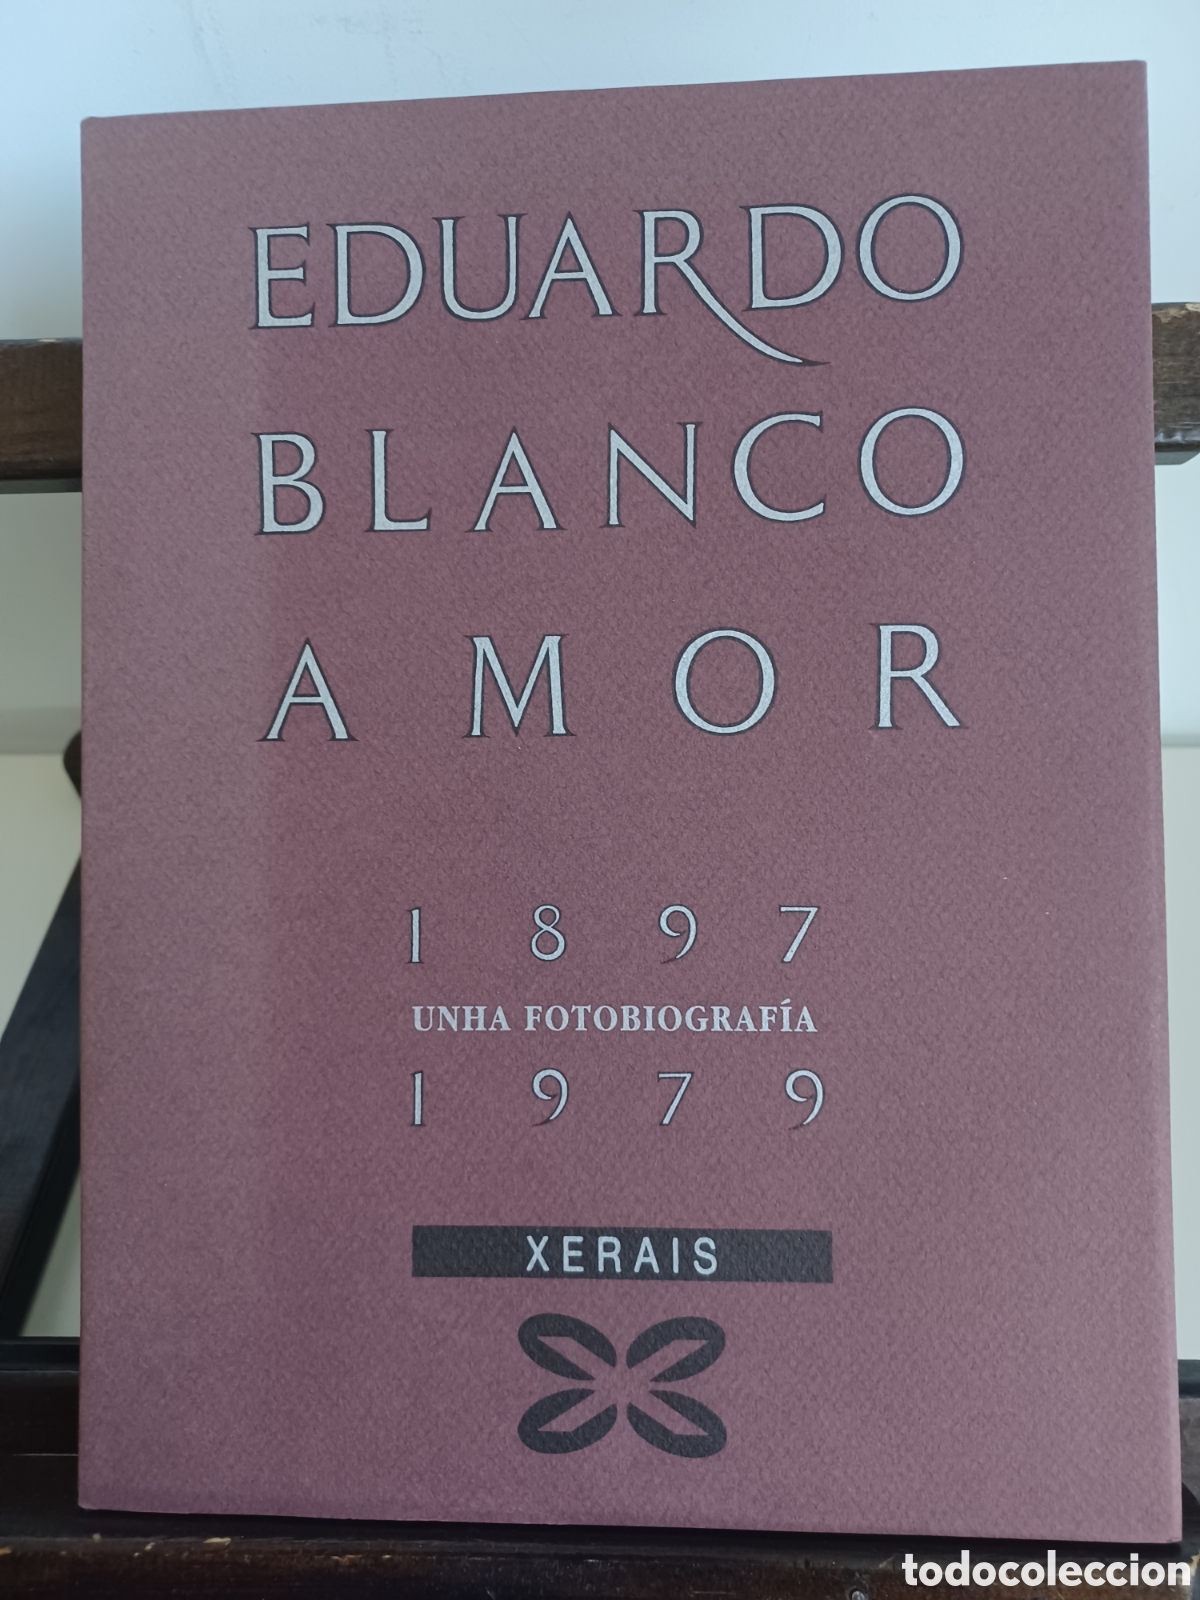 EDUARDO
BLANCO
AMOR
1897
UNHA FOTOBIOGRAFÍA
1979
XERAIS
todocoleccion